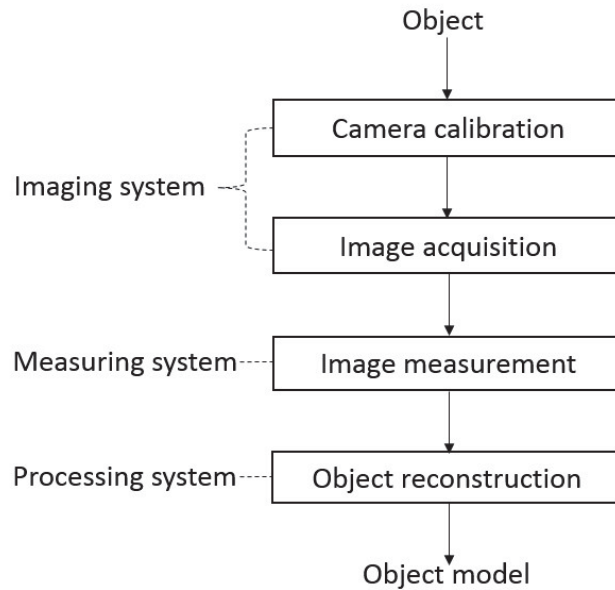 Object
Camera calibration
Imaging system
Image acquisition
Measuring system
Image measurement
Processing system
Object reconstruction
Object model